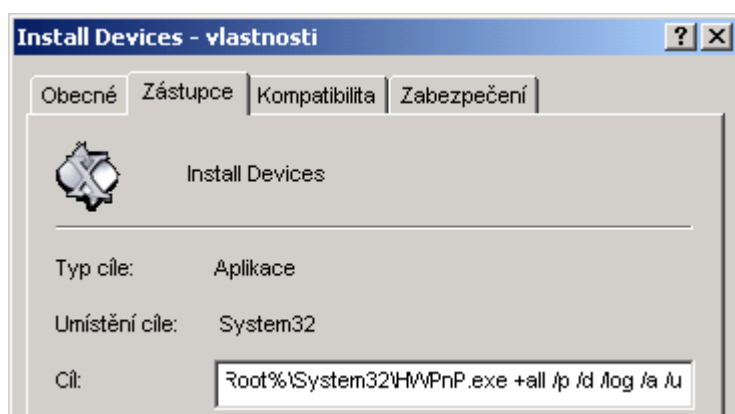 Install Devices - vlastnosti
Obecné Zástupce Kompatibilita Zabezpečení
Install Devices
Typ cíle: Aplikace
Umístění cíle: System32
Cíl: Root%\System32\HWPnP.exe +all /p /d /log /a /u